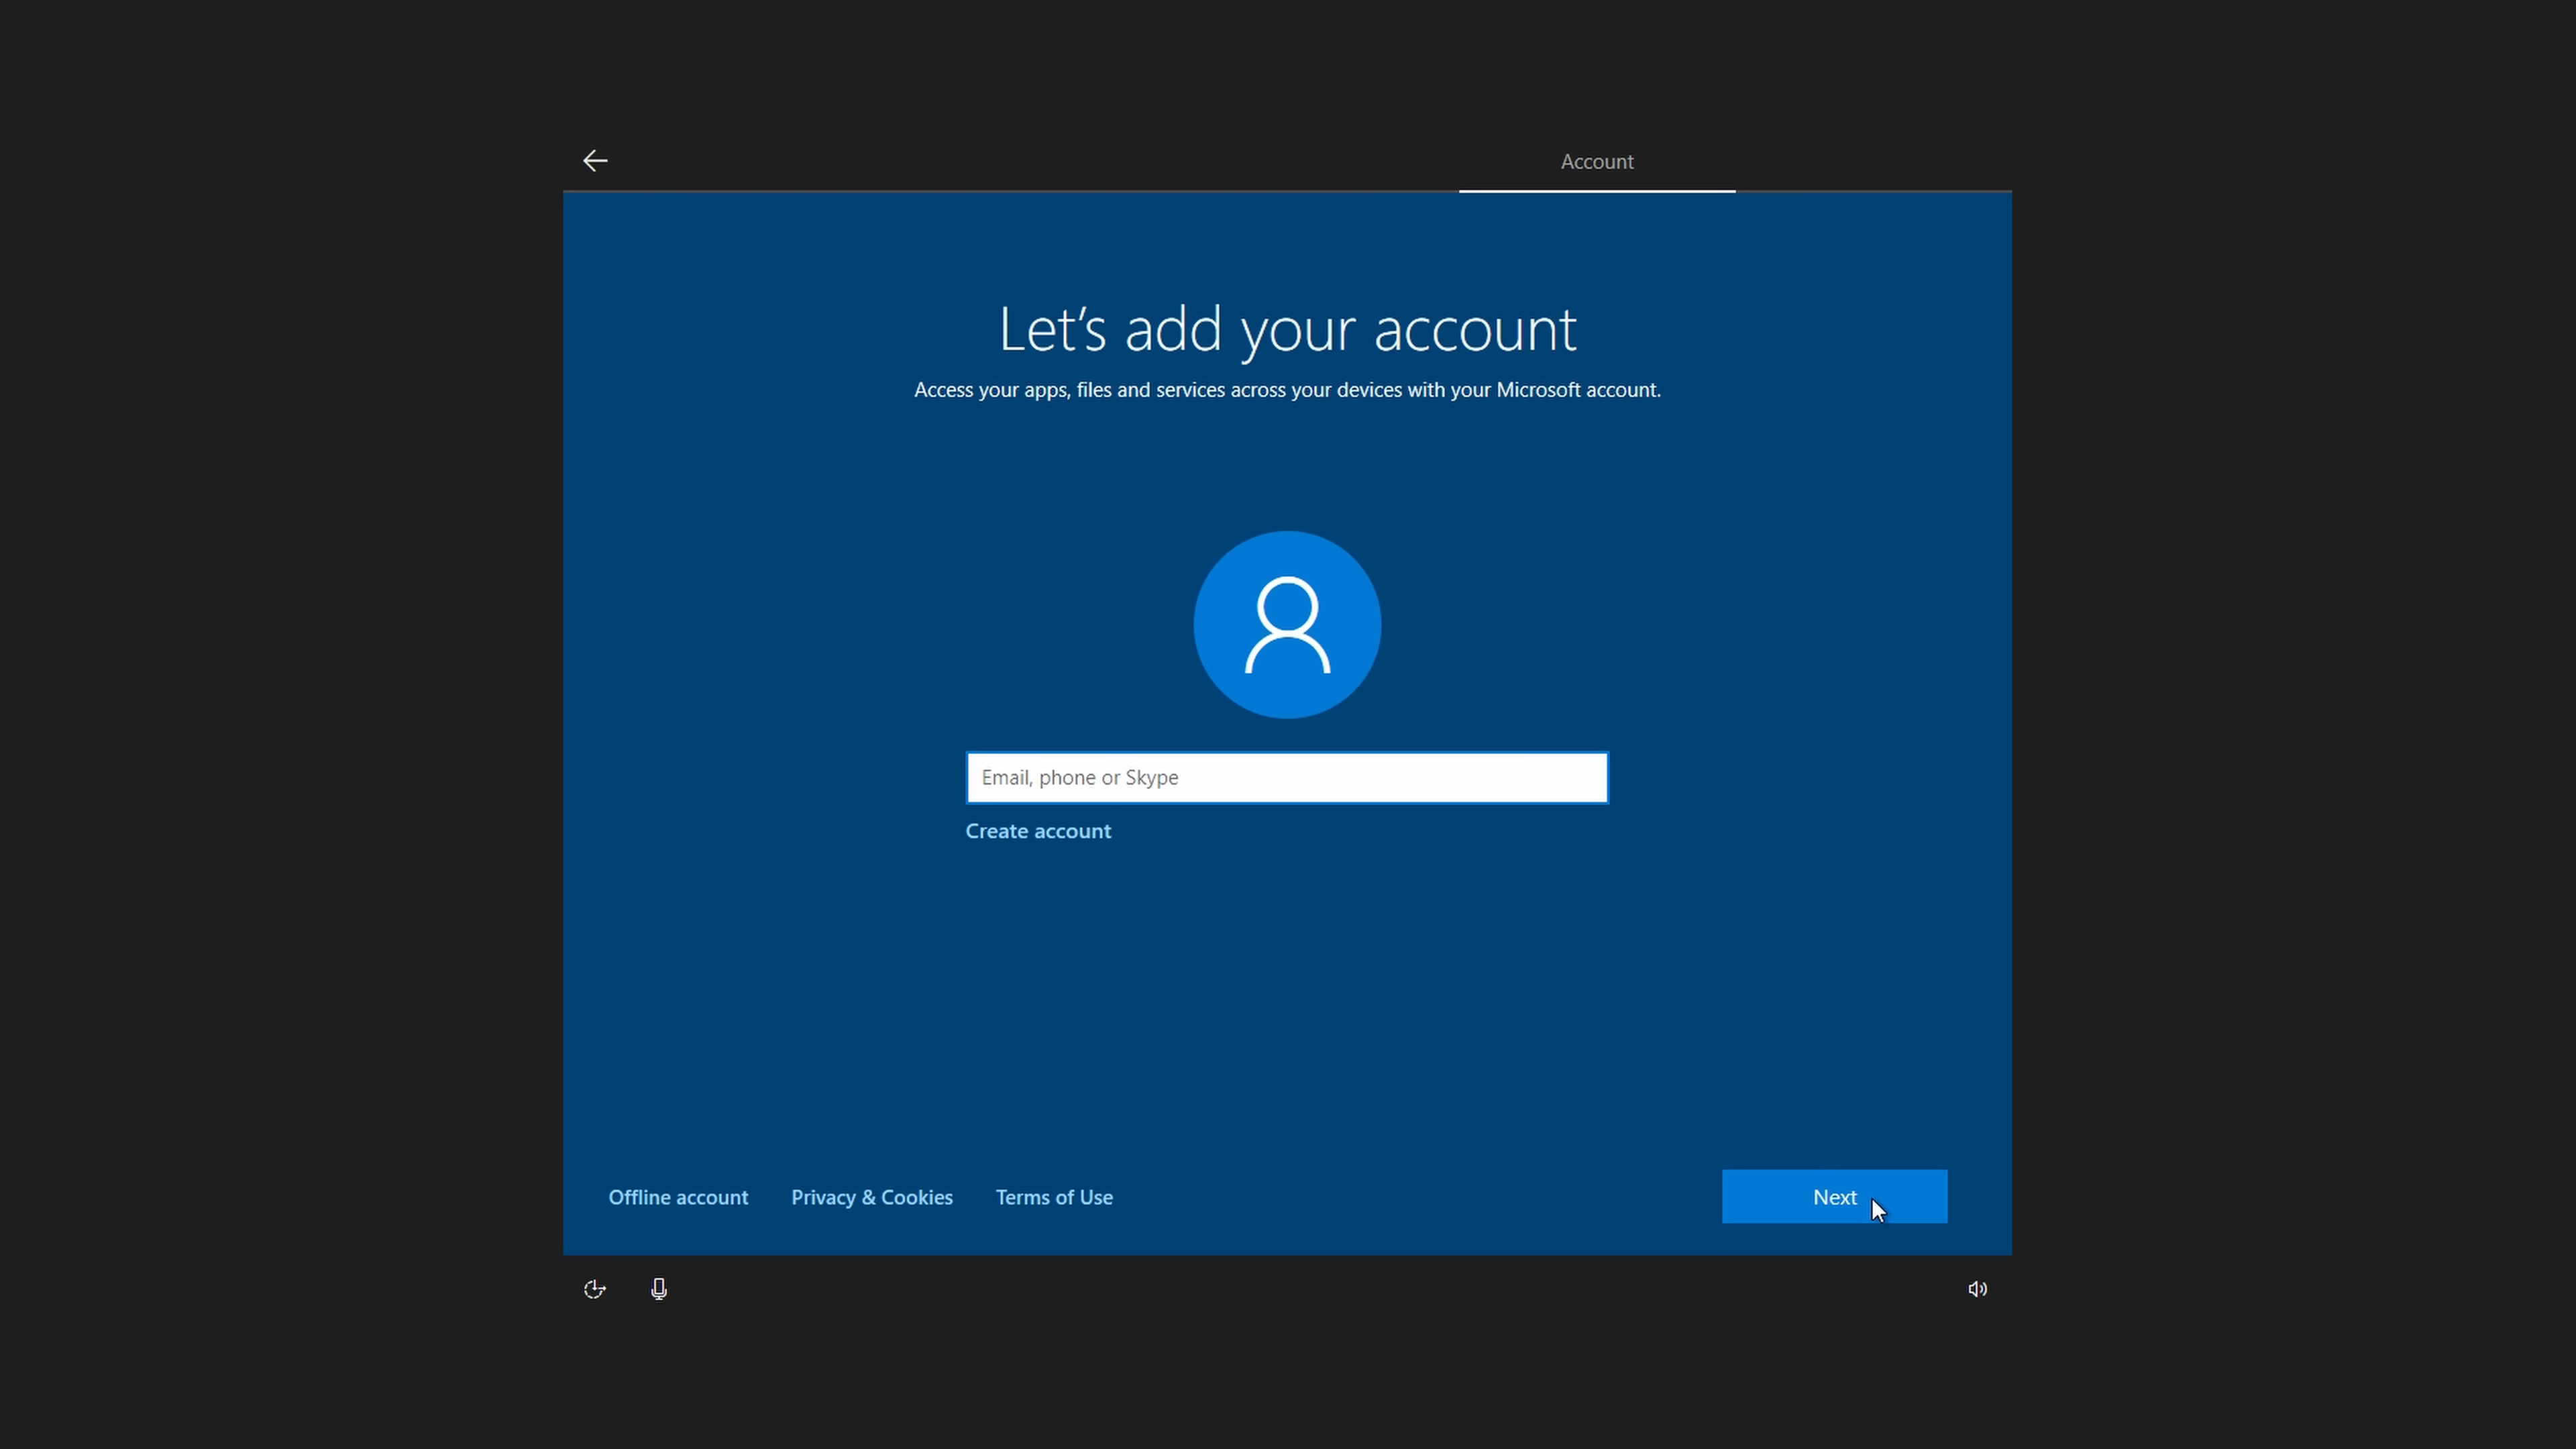 Account
Let's add your account
Access your apps, files and services across your devices with your Microsoft account.
Email, phone or Skype
Create account
Offline account
Privacy & Cookies
Terms of Use
Next